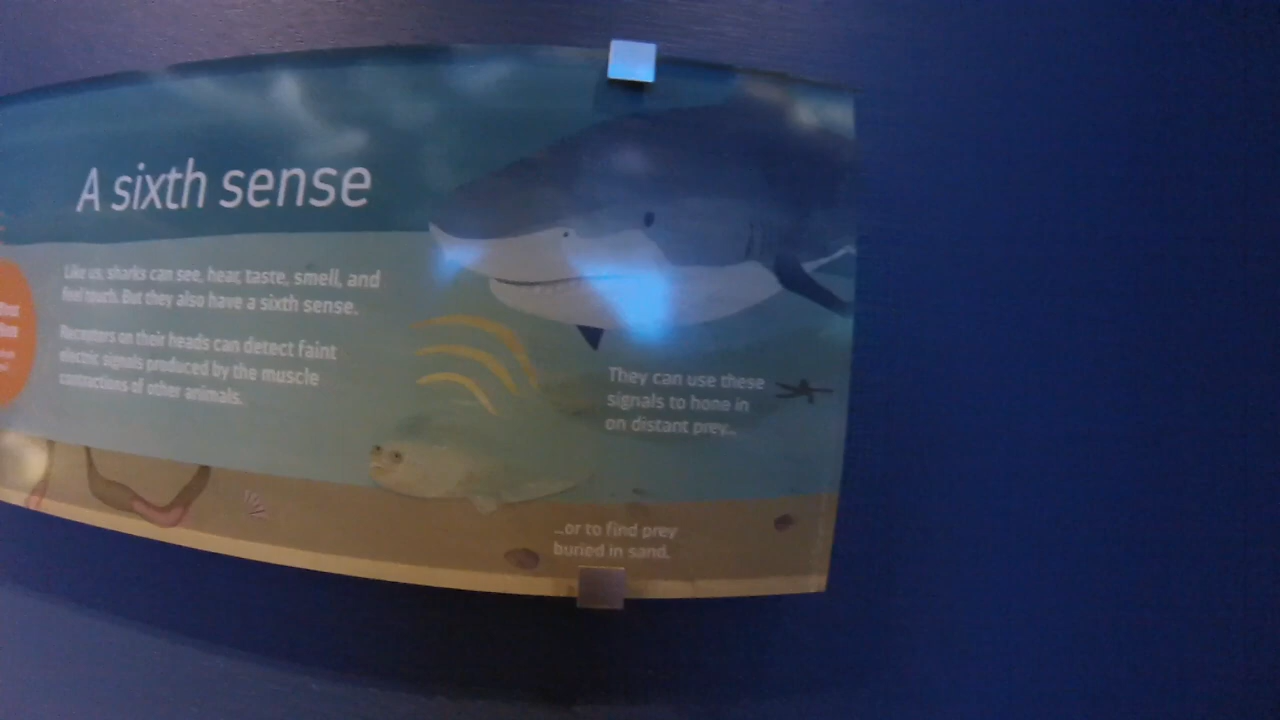 A sixth sense
Like us, sharks can see, hear, taste, smell, and
feel touch. But they also have a sixth sense.
Receptors on their heads can detect faint
electric signals produced by the muscle
contractions of other animals.
They can use these
signals to hone in
on distant prey...
...or to find prey
buried in sand.